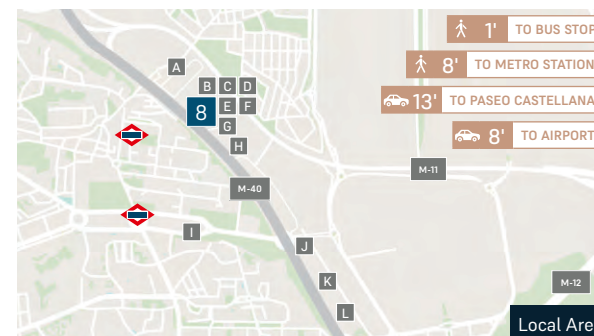 1' TO BUS STOP
8' TO METRO STATION
13' TO PASEO CASTELLANA
8' TO AIRPORT
A
B C D
8 E F
G
H
M-11
M-40
I
J
K
M-12
L
Local Are